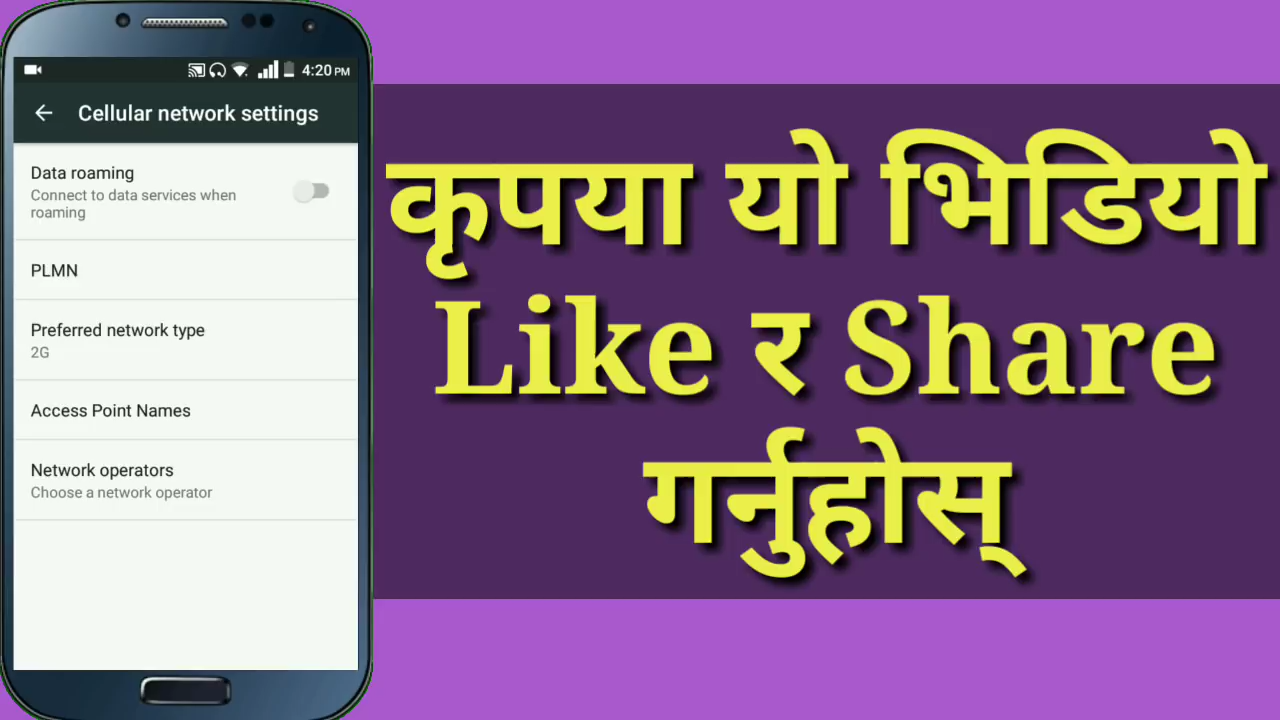 4:20 PM
Cellular network settings
Data roaming
Connect to data services when
roaming
PLMN
Preferred network type
2G
Access Point Names
Network operators
Choose a network operator
कृपया यो भिडियो
Like र Share
गर्नुहोस्